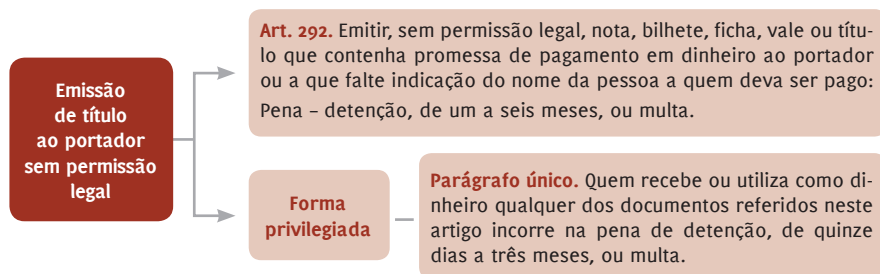 Emissão
de título
ao portador
sem permissão
legal
Art. 292. Emitir, sem permissão legal, nota, bilhete, ficha, vale ou títu-
lo que contenha promessa de pagamento em dinheiro ao portador
ou a que falte indicação do nome da pessoa a quem deva ser pago:
Pena – detenção, de um a seis meses, ou multa.
Forma
privilegiada
Parágrafo único. Quem recebe ou utiliza como di-
nheiro qualquer dos documentos referidos neste
artigo incorre na pena de detenção, de quinze
dias a três meses, ou multa.